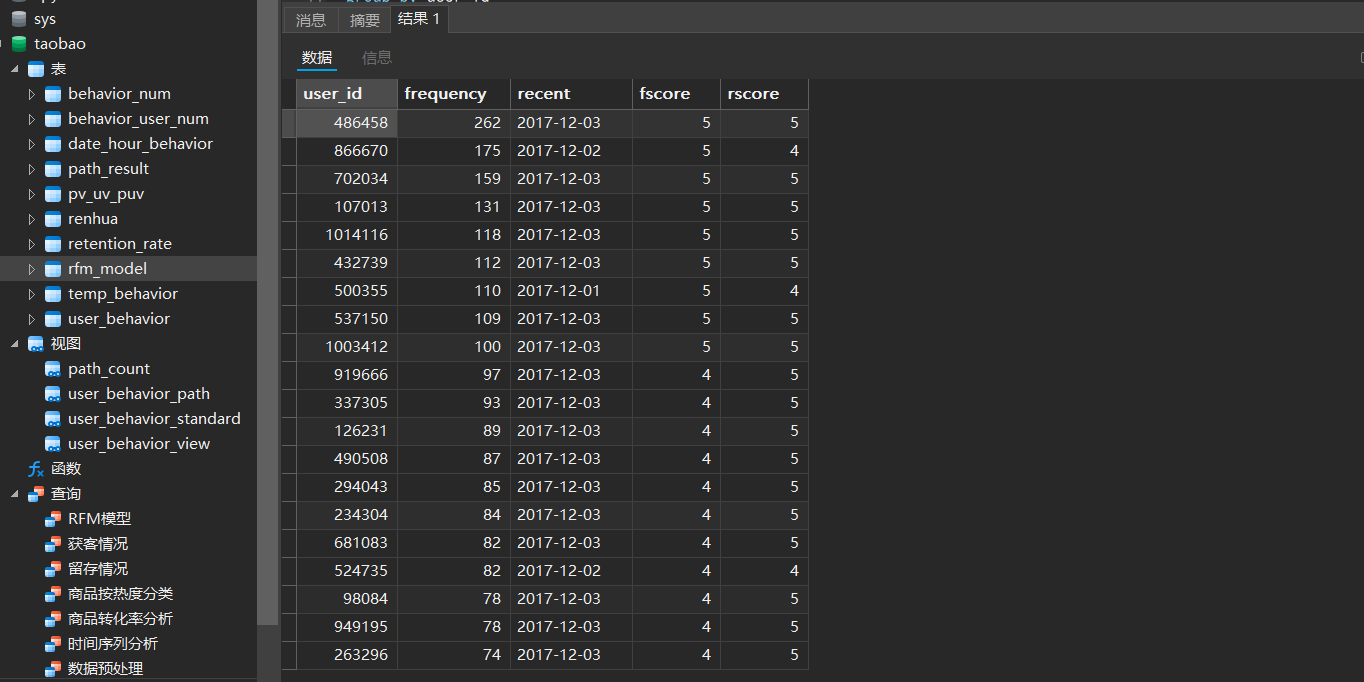 sys
taobao
表
behavior_num
behavior_user_num
date_hour_behavior
path_result
pv_uv_puv
renhua
retention_rate
rfm_model
temp_behavior
user_behavior
视图
path_count
user_behavior_path
user_behavior_standard
user_behavior_view
函数
查询
RFM模型
获客情况
留存情况
商品按热度分类
商品转化率分析
时间序列分析
数据预处理
消息 摘要 结果 1
数据 信息
user_id frequency recent fscore rscore
486458 262 2017-12-03 5 5
866670 175 2017-12-02 5 4
702034 159 2017-12-03 5 5
107013 131 2017-12-03 5 5
1014116 118 2017-12-03 5 5
432739 112 2017-12-03 5 5
500355 110 2017-12-01 5 4
537150 109 2017-12-03 5 5
1003412 100 2017-12-03 5 5
919666 97 2017-12-03 4 5
337305 93 2017-12-03 4 5
126231 89 2017-12-03 4 5
490508 87 2017-12-03 4 5
294043 85 2017-12-03 4 5
234304 84 2017-12-03 4 5
681083 82 2017-12-03 4 5
524735 82 2017-12-02 4 4
98084 78 2017-12-03 4 5
949195 78 2017-12-03 4 5
263296 74 2017-12-03 4 5